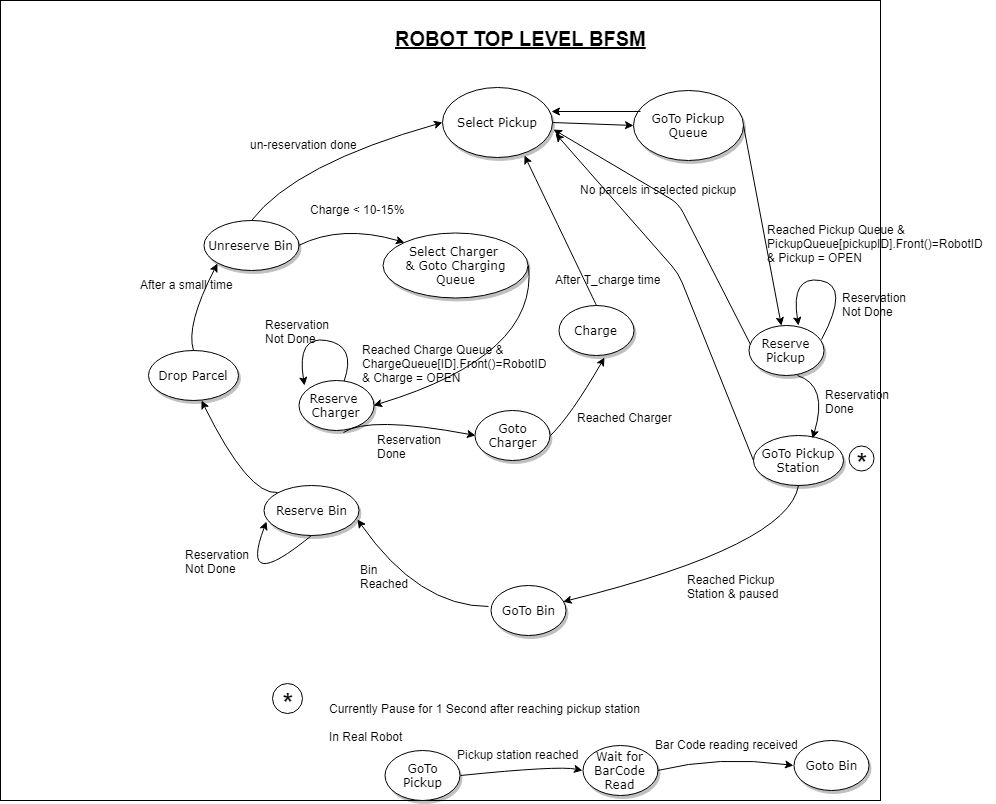 ROBOT TOP LEVEL BFSM
Select Pickup
GoTo Pickup
Queue
un-reservation done
No parcels in selected pickup
Charge < 10-15%
Unreserve Bin
Select Charger
& Goto Charging
Queue
Reached Pickup Queue &
PickupQueue[pickupID].Front()=RobotID
& Pickup = OPEN
After a small time
After T_charge time
Reservation
Not Done
Reservation
Not Done
Charge
Reserve
Pickup
Reached Charge Queue &
ChargeQueue[ID].Front()=RobotID
& Charge = OPEN
Drop Parcel
Reserve
Charger
Reservation
Done
Reached Charger
Goto
Charger
Reservation
Done
GoTo Pickup
Station
*
Reserve Bin
Reservation
Not Done
Bin
Reached
Reached Pickup
Station & paused
GoTo Bin
*
Currently Pause for 1 Second after reaching pickup station
In Real Robot
GoTo
Pickup
Pickup station reached
Wait for
BarCode
Read
Bar Code reading received
Goto Bin